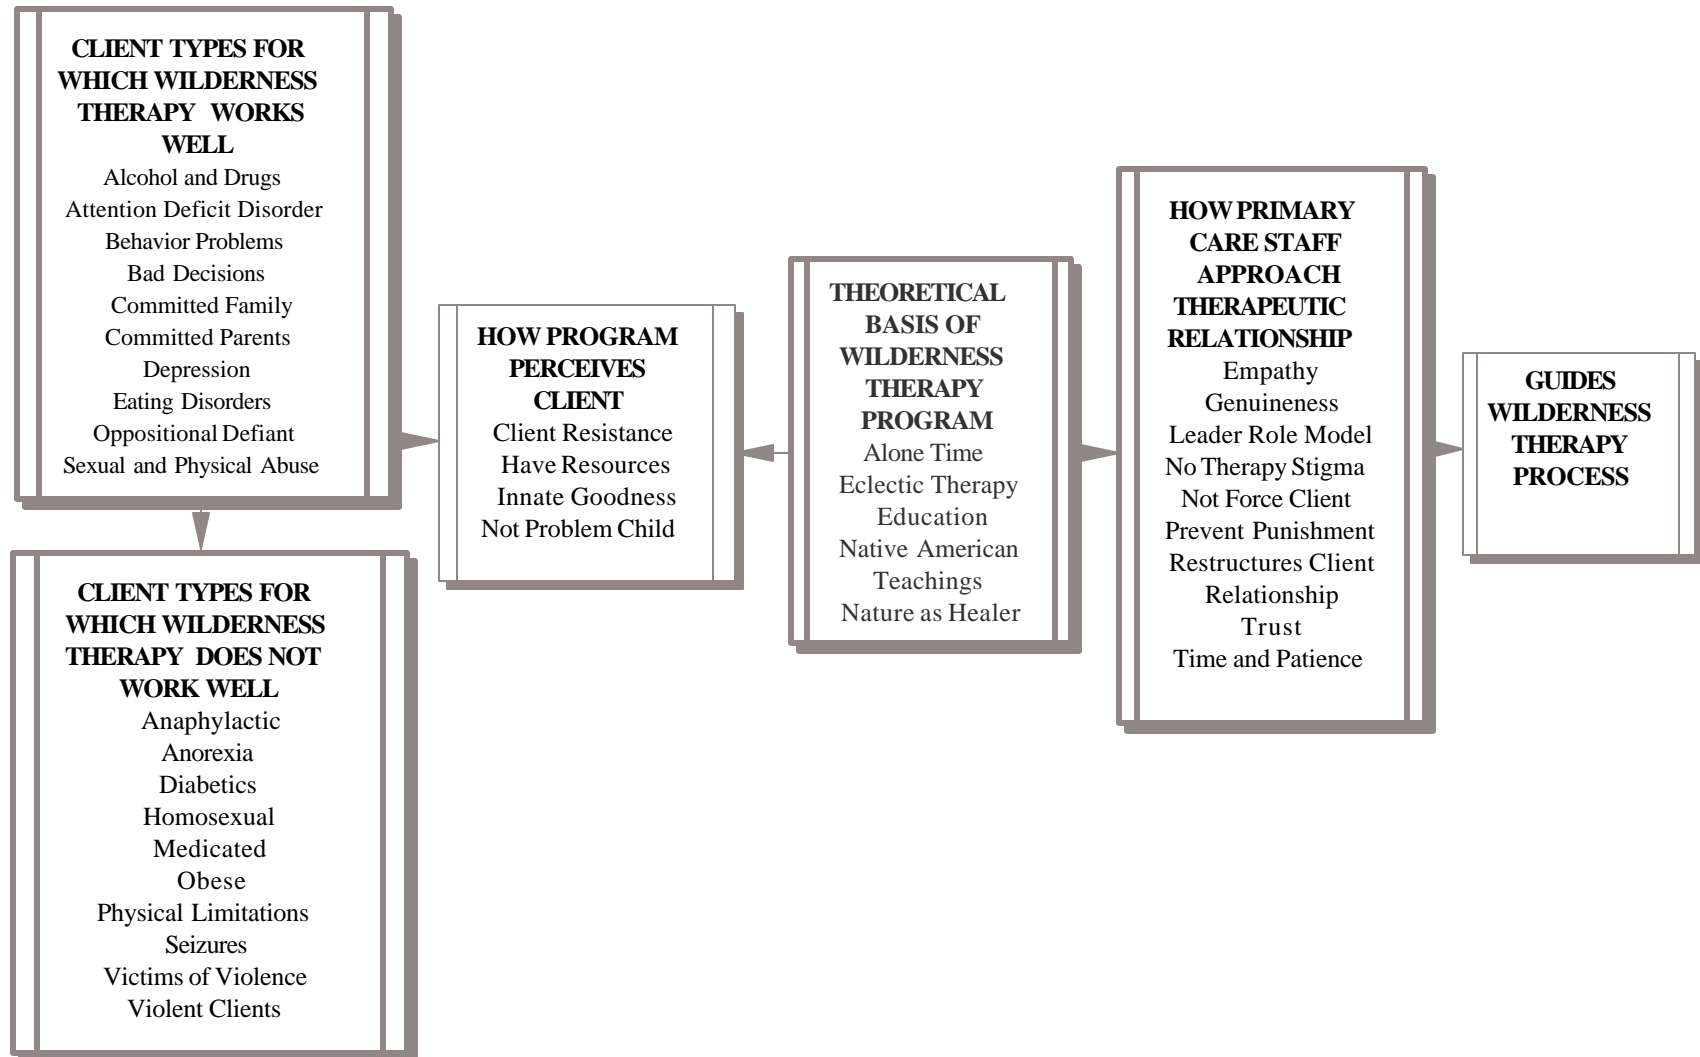 CLIENT TYPES FOR
WHICH WILDERNESS
THERAPY WORKS
WELL
Alcohol and Drugs
Attention Deficit Disorder
Behavior Problems
Bad Decisions
Committed Family
Committed Parents
Depression
Eating Disorders
Oppositional Defiant
Sexual and Physical Abuse
CLIENT TYPES FOR
WHICH WILDERNESS
THERAPY DOES NOT
WORK WELL
Anaphylactic
Anorexia
Diabetics
Homosexual
Medicated
Obese
Physical Limitations
Seizures
Victims of Violence
Violent Clients
HOW PROGRAM
PERCEIVES
CLIENT
Client Resistance
Have Resources
Innate Goodness
Not Problem Child
THEORETICAL
BASIS OF
WILDERNESS
THERAPY
PROGRAM
Alone Time
Eclectic Therapy
Education
Native American
Teachings
Nature as Healer
HOW PRIMARY
CARE STAFF
APPROACH
THERAPEUTIC
RELATIONSHIP
Empathy
Genuineness
Leader Role Model
No Therapy Stigma
Not Force Client
Prevent Punishment
Restructures Client
Relationship
Trust
Time and Patience
GUIDES
WILDERNESS
THERAPY
PROCESS